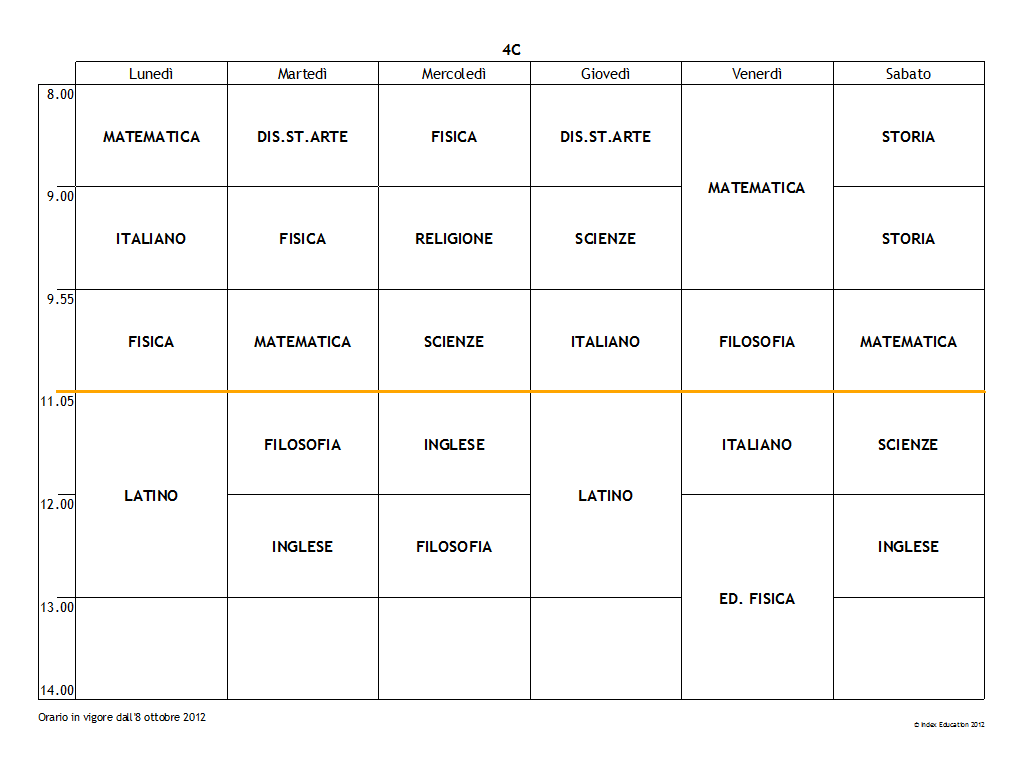 4C
Lunedì Martedì Mercoledì Giovedì Venerdì Sabato
8.00
MATEMATICA DIS.ST.ARTE FISICA DIS.ST.ARTE STORIA
MATEMATICA
9.00
ITALIANO FISICA RELIGIONE SCIENZE STORIA
9.55
FISICA MATEMATICA SCIENZE ITALIANO FILOSOFIA MATEMATICA
11.05
FILOSOFIA INGLESE ITALIANO SCIENZE
LATINO LATINO
12.00
INGLESE FILOSOFIA INGLESE
ED. FISICA
13.00
14.00
Orario in vigore dall'8 ottobre 2012
© Index Education 2012